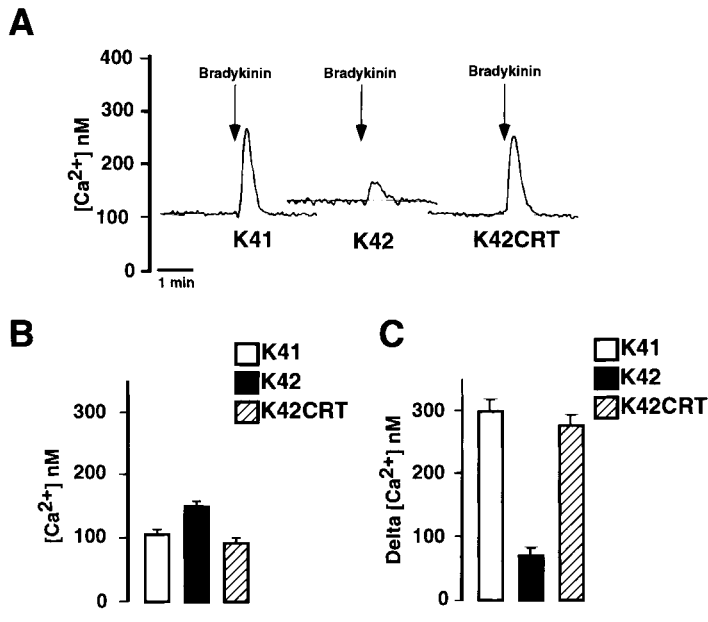 A
400
300
200
100
0
[Ca2+] nM
Bradykinin Bradykinin Bradykinin
K41 K42 K42CRT
1 min
B
K41
K42
K42CRT
300
200
100
0
[Ca2+] nM
C
K41
K42
K42CRT
300
200
100
0
Delta [Ca2+] nM